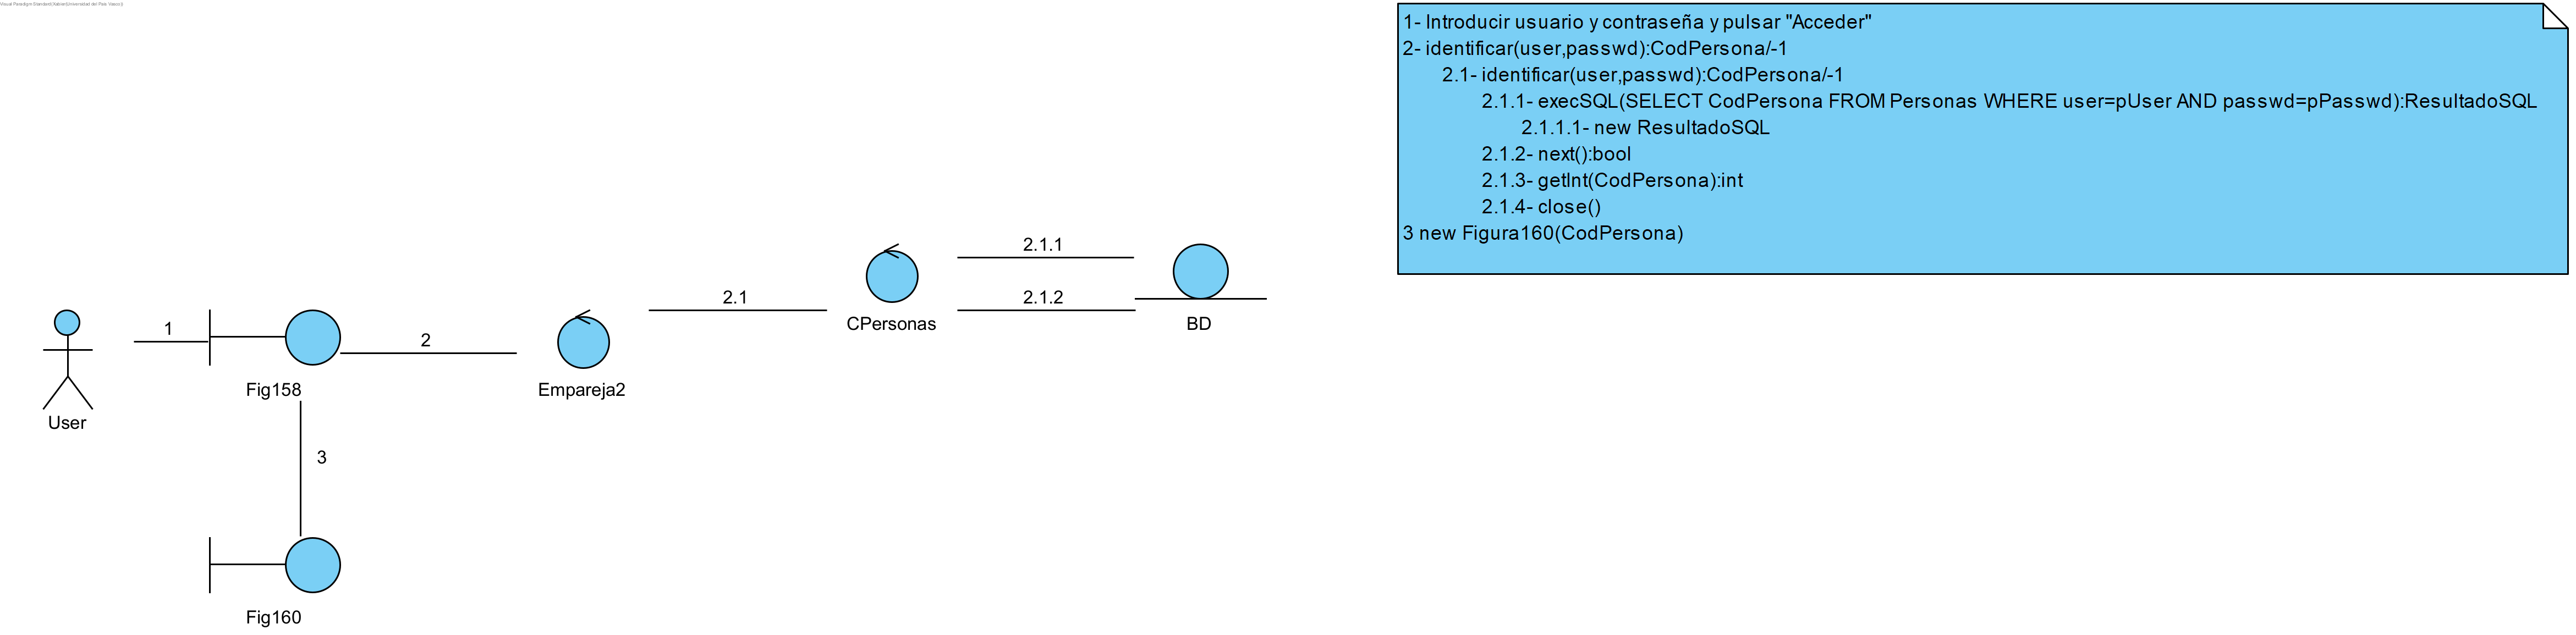 Visual Paradigm Standard(Xabier(Universidad del Pais Vasco))
1- Introducir usuario y contraseña y pulsar "Acceder"
2- identificar(user,passwd):CodPersona/-1
2.1- identificar(user,passwd):CodPersona/-1
2.1.1- execSQL(SELECT CodPersona FROM Personas WHERE user=pUser AND passwd=pPasswd):ResultadoSQL
2.1.1.1- new ResultadoSQL
2.1.2- next():bool
2.1.3- getInt(CodPersona):int
2.1.4- close()
3 new Figura160(CodPersona)
2.1.1
2.1
2.1.2
CPersonas
BD
1
2
Fig158
Empareja2
User
3
Fig160